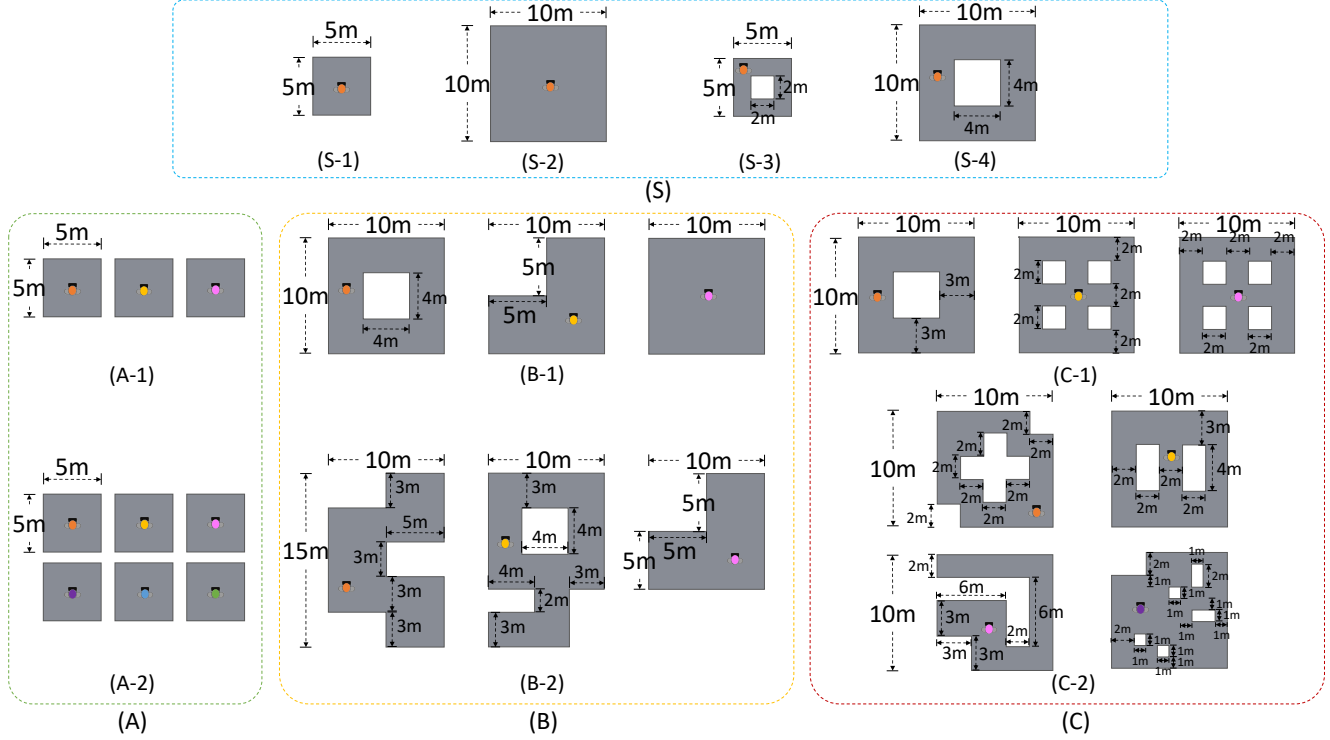 5m 10m 5m 10m
5m 10m 5m 2m 2m 4m 4m
(S-1) (S-2) (S-3) (S-4)
(S)
5m
5m
(A-1)
5m
5m
(A-2)
(A)
10m 10m 10m
10m 4m 4m 5m 5m
(B-1)
10m 10m 10m
15m 3m 5m 3m 3m 3m
3m 4m 4m 4m 3m 2m 3m
5m 5m 5m
(B-2)
(B)
10m 10m 10m
10m 3m 3m
2m 2m 2m 2m 2m
2m 2m 2m 2m 2m
(C-1)
10m 10m
10m 2m 2m 2m 2m 2m 2m 2m 2m
3m 2m 2m 4m 2m
10m 2m 6m 3m 6m 2m 3m 3m
1m 1m 2m 1m 1m 1m 1m 1m 2m 1m 1m 1m 1m 1m
(C-2)
(C)